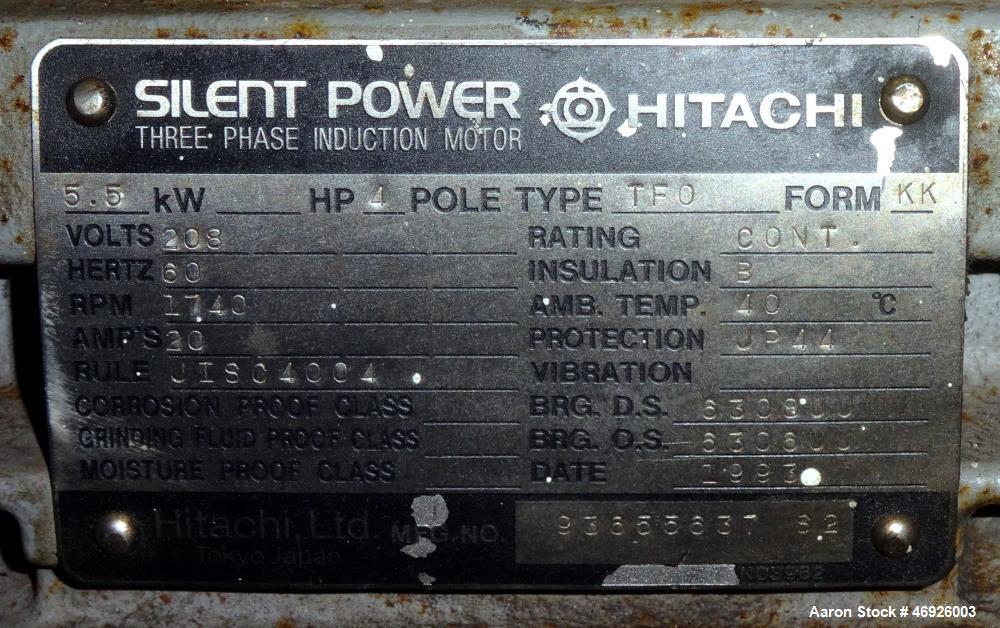 SILENT POWER HITACHI
THREE PHASE INDUCTION MOTOR
5.5 kW HP 4 POLE TYPE TFO FORM KK
VOLTS 208 RATING CONT.
HERTZ 60 INSULATION B
RPM 1740 AMB. TEMP. 40 °C
AMP'S 20 PROTECTION JP44
RULE JISC4004 VIBRATION
CORROSION PROOF CLASS BRG. D.S. 6308UU
GRINDING FLUID PROOF CLASS BRG. O.S. 6306UU
MOISTURE PROOF CLASS DATE 1993
Hitachi, Ltd. MFG. NO. 93655637 S2
Tokyo Japan
Aaron Stock # 46926003